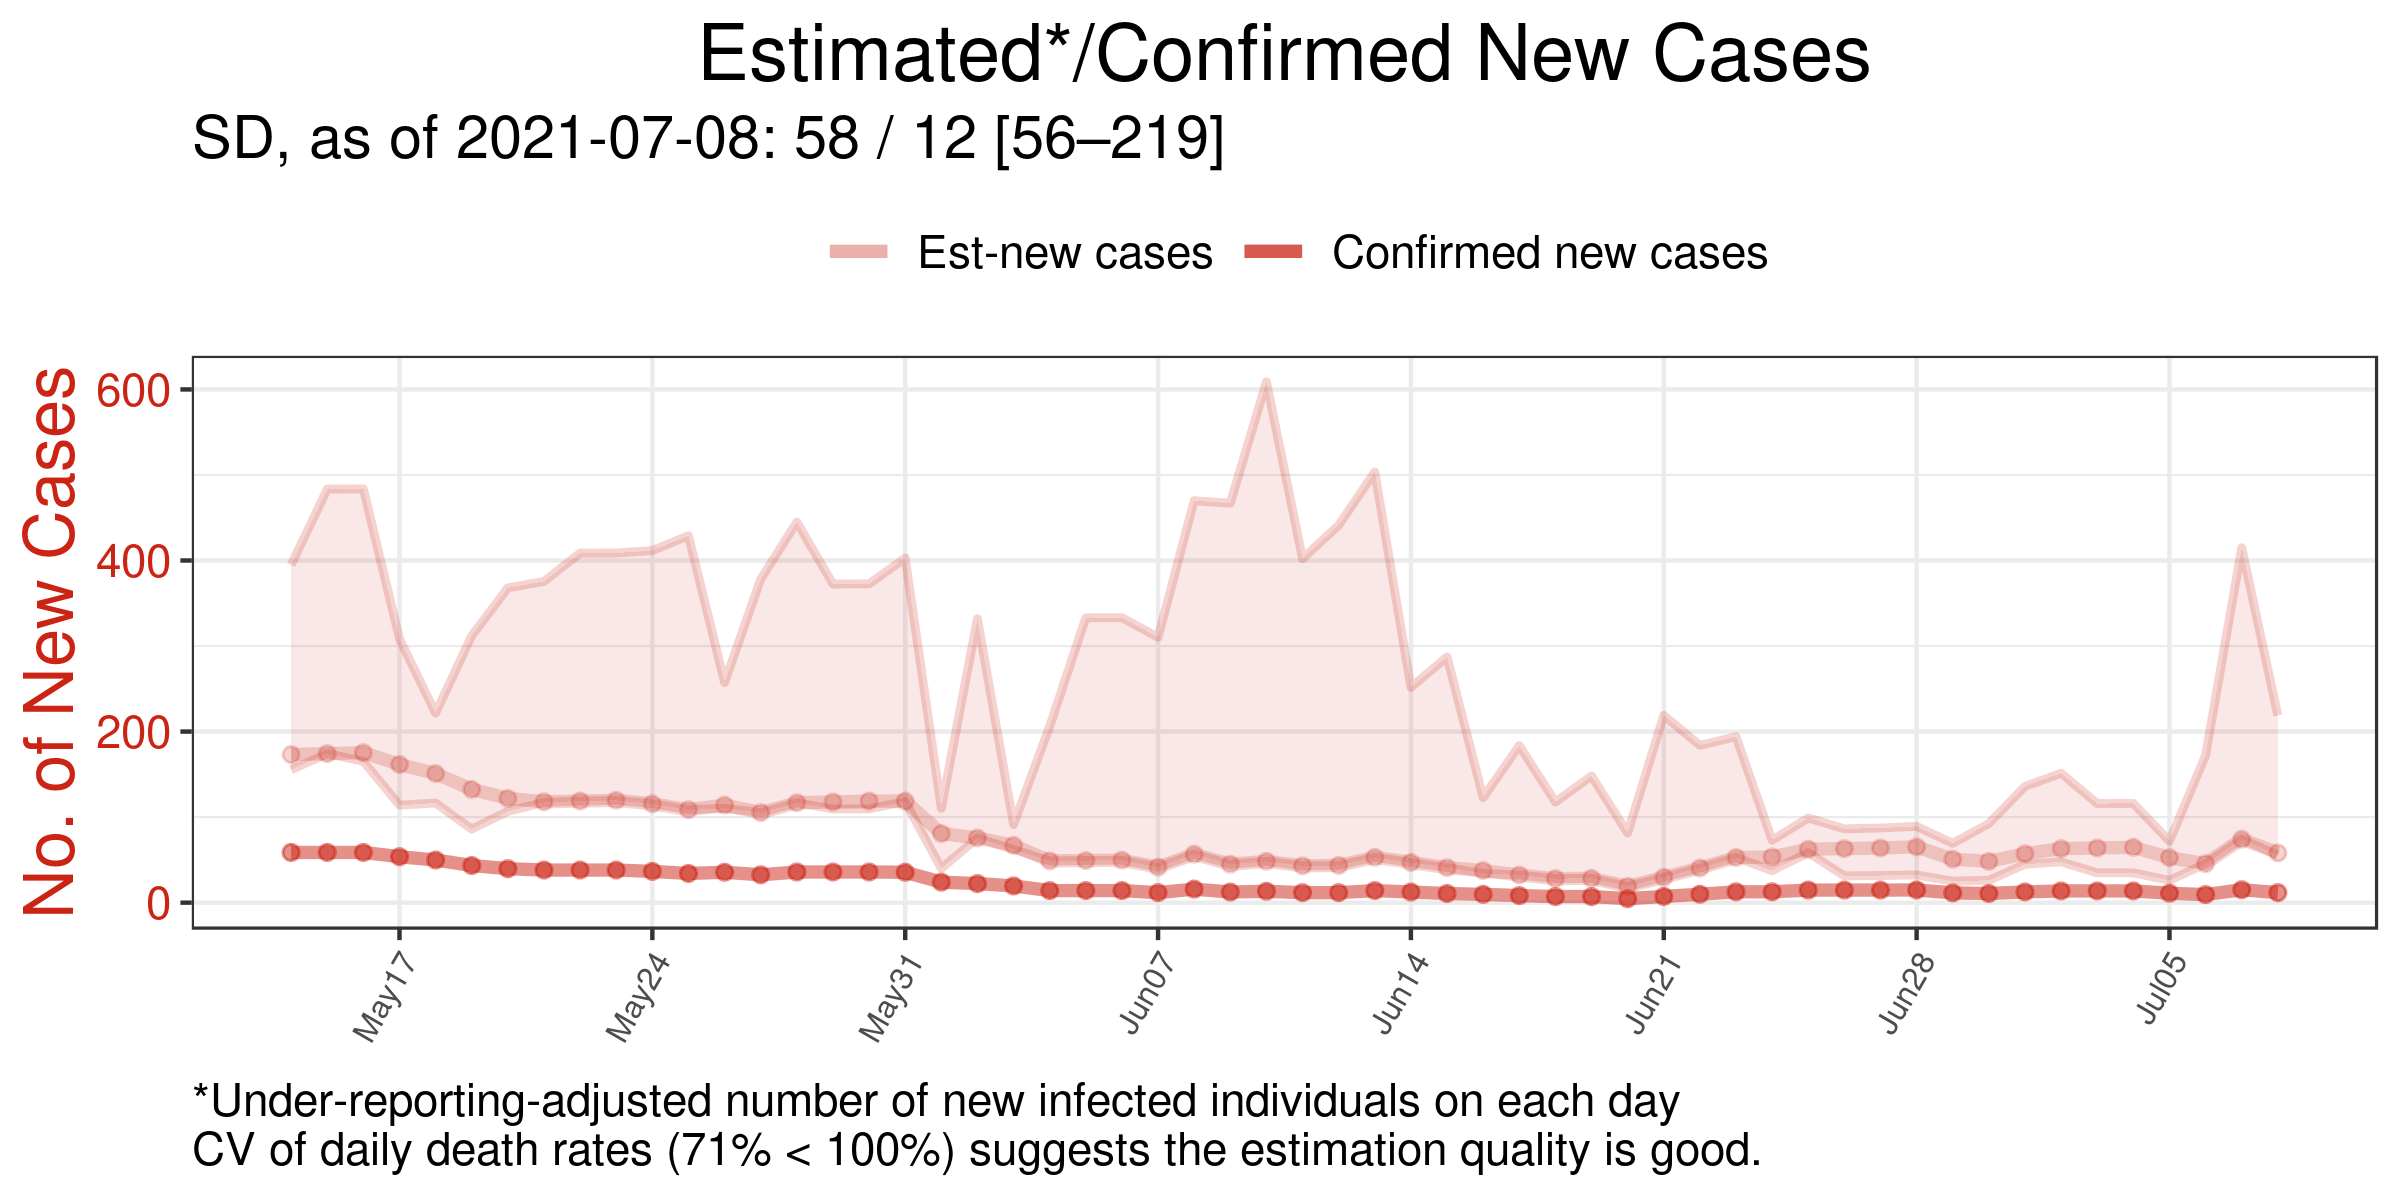 Estimated*/Confirmed New Cases
SD, as of 2021-07-08: 58 / 12 [56–219]
Est-new cases
Confirmed new cases
No. of New Cases
600
400
200
0
May17
May24
May31
Jun07
Jun14
Jun21
Jun28
Jul05
*Under-reporting-adjusted number of new infected individuals on each day
CV of daily death rates (71% < 100%) suggests the estimation quality is good.